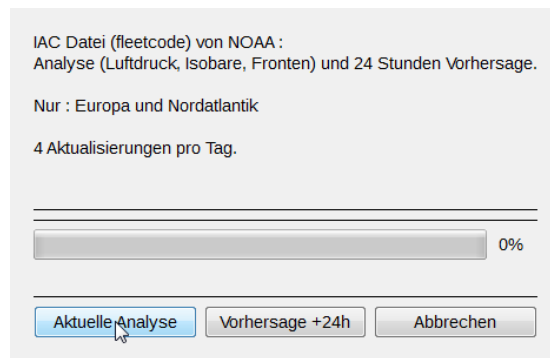 IAC Datei (fleetcode) von NOAA :
Analyse (Luftdruck, Isobare, Fronten) und 24 Stunden Vorhersage.
Nur : Europa und Nordatlantik
4 Aktualisierungen pro Tag.
0%
Aktuelle Analyse
Vorhersage +24h
Abbrechen